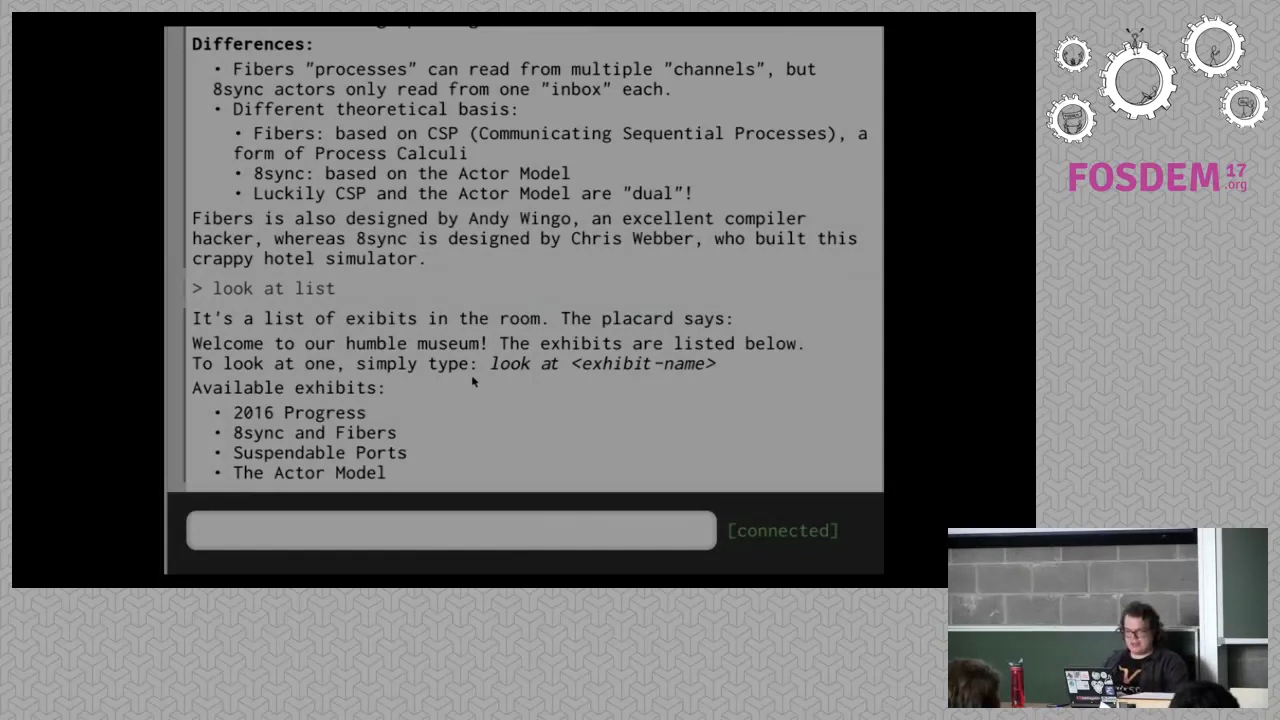 Differences:
• Fibers "processes" can read from multiple "channels", but
8sync actors only read from one "inbox" each.
• Different theoretical basis:
• Fibers: based on CSP (Communicating Sequential Processes), a
form of Process Calculi
• 8sync: based on the Actor Model
• Luckily CSP and the Actor Model are "dual"!
Fibers is also designed by Andy Wingo, an excellent compiler
hacker, whereas 8sync is designed by Chris Webber, who built this
crappy hotel simulator.
> look at list
It's a list of exibits in the room. The placard says:
Welcome to our humble museum! The exhibits are listed below.
To look at one, simply type: look at <exhibit-name>
Available exhibits:
• 2016 Progress
• 8sync and Fibers
• Suspendable Ports
• The Actor Model
[connected]
FOSDEM 17
.org